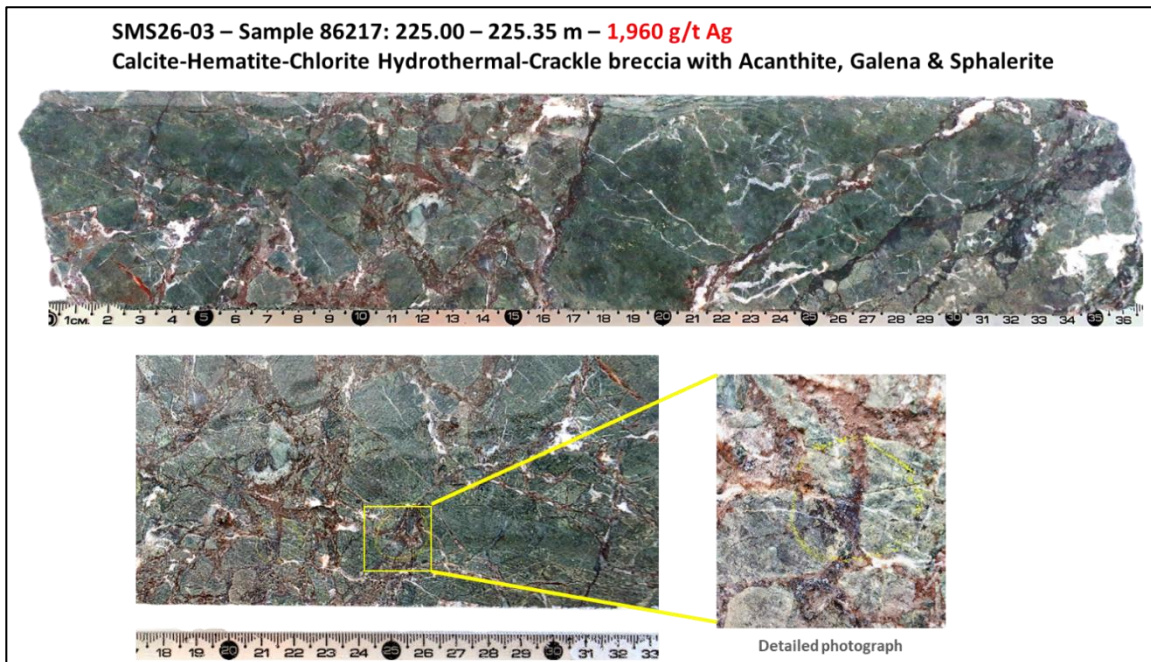 SMS26-03 – Sample 86217: 225.00 – 225.35 m – 1,960 g/t Ag
Calcite-Hematite-Chlorite Hydrothermal-Crackle breccia with Acanthite, Galena & Sphalerite
0 1CM. 2 3 4 5 6 7 8 9 10 11 12 13 14 15 16 17 18 19 20 21 22 23 24 25 26 27 28 29 30 31 32 33 34 35 36
18 19 20 21 22 23 24 25 26 27 28 29 30 31 32 33
Detailed photograph